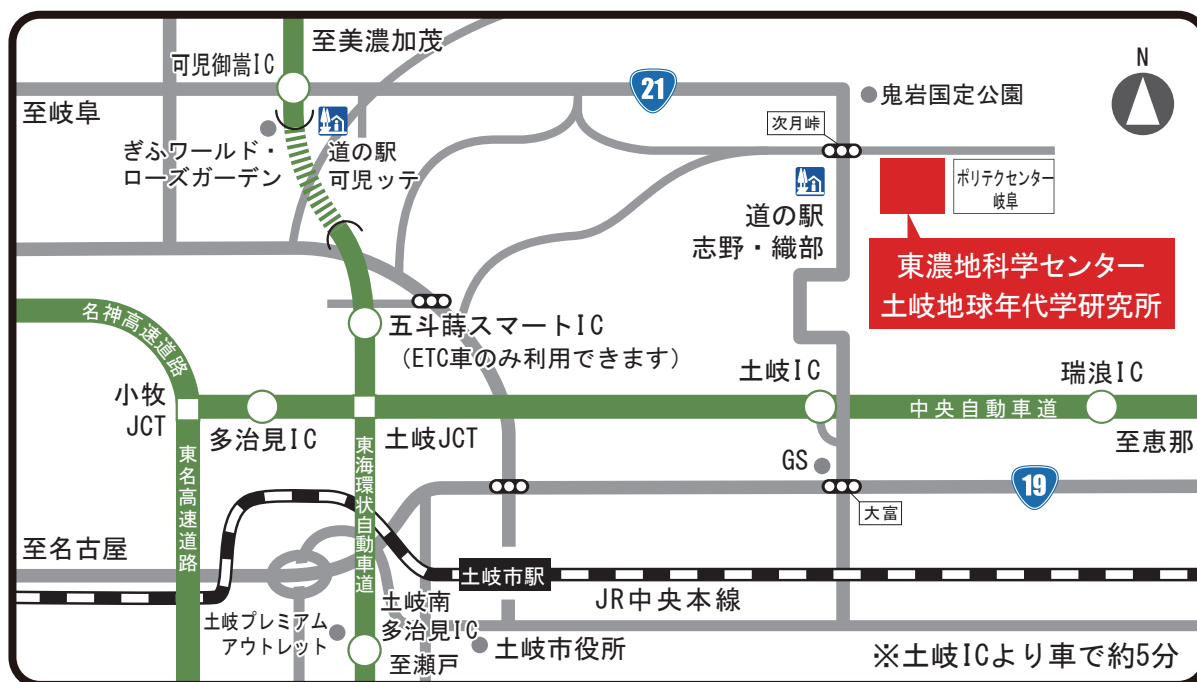 至美濃加茂
可児御嵩IC
21
N
至岐阜
鬼岩国定公園
次月峠
ぎふワールド・
ローズガーデン
道の駅
可児ッテ
ポリテクセンター
岐阜
道の駅
志野・織部
東濃地科学センター
土岐地球年代学研究所
名神高速道路
五斗蒔スマートIC
(ETC車のみ利用できます)
小牧
JCT
多治見IC
土岐JCT
土岐IC
中央自動車道
瑞浪IC
至恵那
東名高速道路
東海環状自動車道
GS
19
大富
至名古屋
土岐市駅
JR中央本線
土岐プレミアム
アウトレット
土岐南
多治見IC
至瀬戸
土岐市役所
※土岐ICより車で約5分